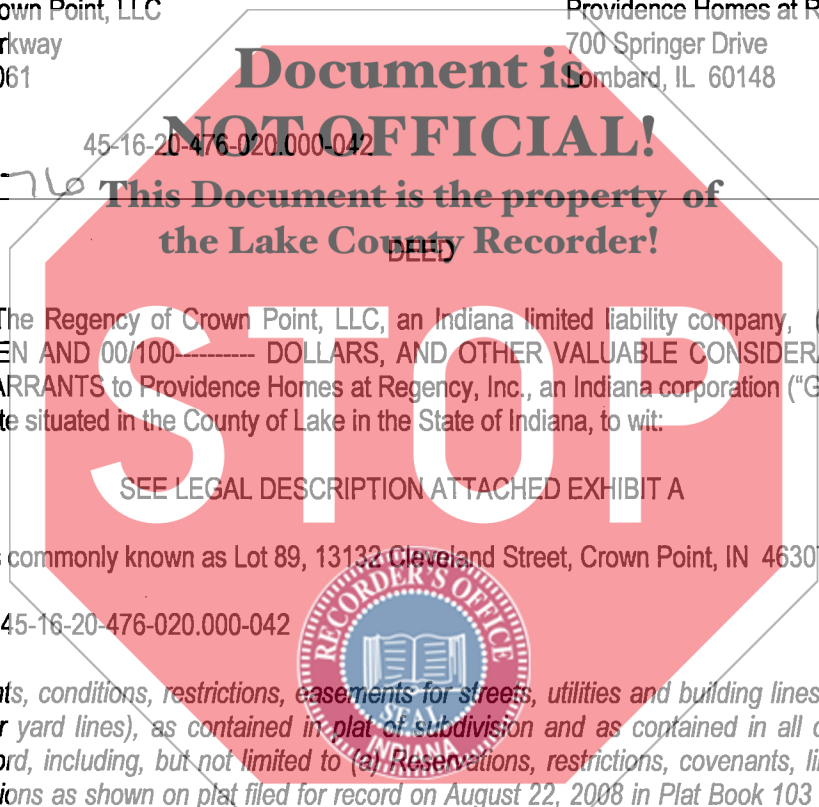 own Point, LLC
Providence Homes at R
rkway
700 Springer Drive
061
Lombard, IL 60148
Document is
NOT OFFICIAL!
This Document is the property of
the Lake County Recorder!
45-16-20-476-020.000-042
76
DEED
The Regency of Crown Point, LLC, an Indiana limited liability company, (
EN AND 00/100---------- DOLLARS, AND OTHER VALUABLE CONSIDERA
ARRANTS to Providence Homes at Regency, Inc., an Indiana corporation ("G
te situated in the County of Lake in the State of Indiana, to wit:
STOP
SEE LEGAL DESCRIPTION ATTACHED EXHIBIT A
s commonly known as Lot 89, 13132 Cleveland Street, Crown Point, IN 46307
45-16-20-476-020.000-042
RECORDER'S OFFICE
SEAL
INDIANA
nts, conditions, restrictions, easements for streets, utilities and building lines
r yard lines), as contained in plat of subdivision and as contained in all o
ord, including, but not limited to (a) Reservations, restrictions, covenants, li
ions as shown on plat filed for record on August 22, 2008 in Plat Book 103